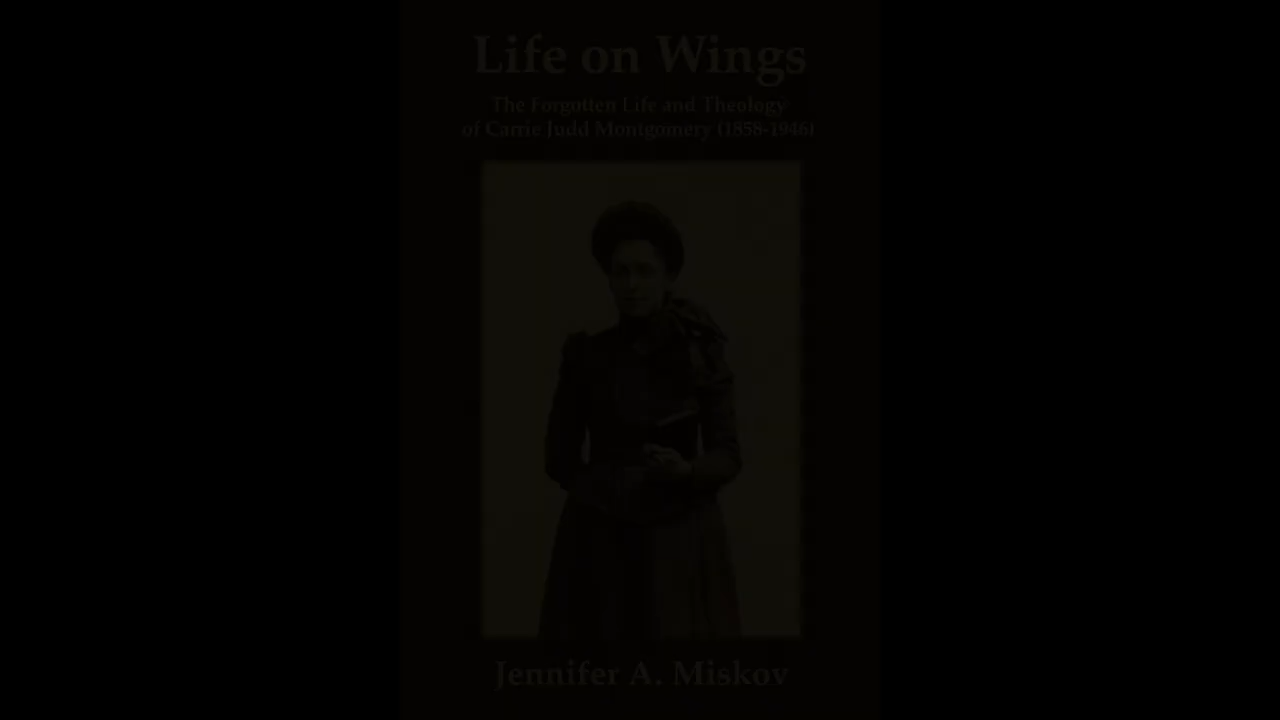 Life on Wings
The Forgotten Life and Theology
of Carrie Judd Montgomery (1858-1946)
Jennifer A. Miskov